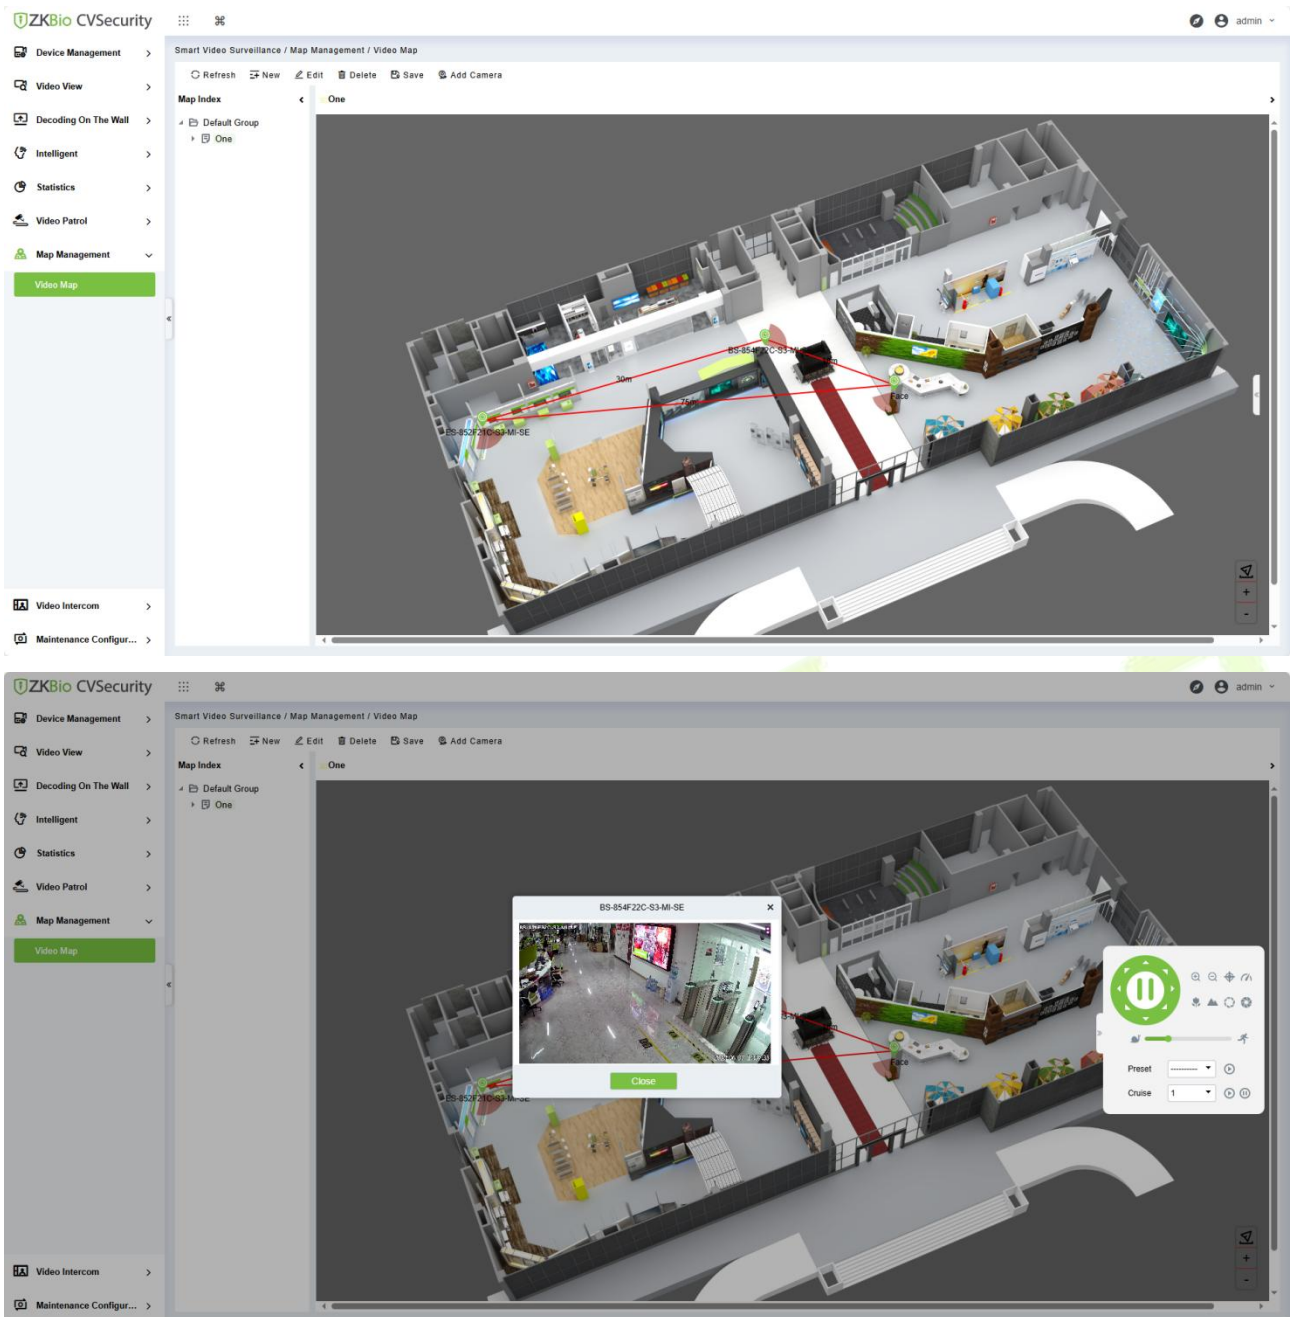 ZKBio CVSecurity
admin
Device Management
Video View
Decoding On The Wall
Intelligent
Statistics
Video Patrol
Map Management
Video Map
Video Intercom
Maintenance Configur...
Smart Video Surveillance / Map Management / Video Map
Refresh New Edit Delete Save Add Camera
Map Index
One
Default Group
One
30m
Face
ZKBio CVSecurity
admin
Device Management
Video View
Decoding On The Wall
Intelligent
Statistics
Video Patrol
Map Management
Video Map
Video Intercom
Maintenance Configur...
Smart Video Surveillance / Map Management / Video Map
Refresh New Edit Delete Save Add Camera
Map Index
One
Default Group
One
BS-854F22C-S3-MI-SE
Close
Face
Preset ----------
Cruise 1